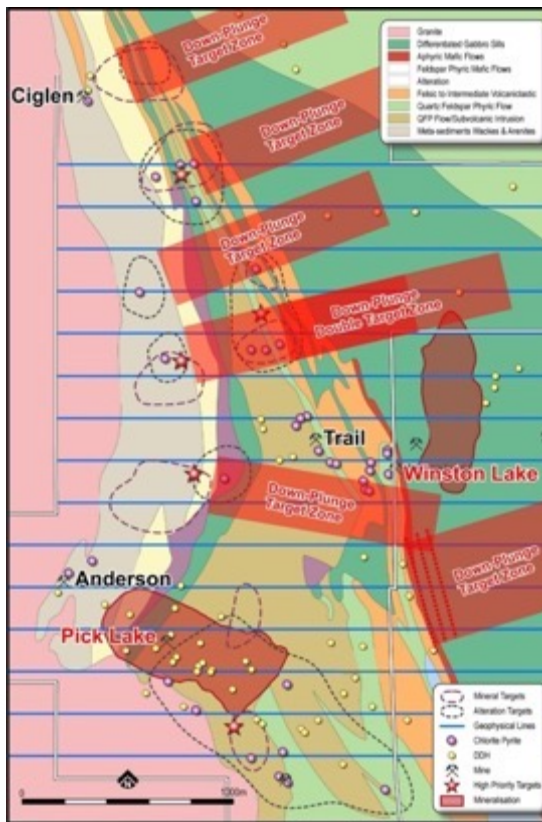 Down-Plunge
Target Zone
Granite
Differentiated Gabbro Sills
Aphyric Mafic Flows
Feldspar Phyric Mafic Flows
Alteration
Felsic to Intermediate Volcaniclastic
Quartz Feldspar Phyric Flow
QFP Flow/Subvolcanic Intrusion
Meta-sediments Wackes & Arenites
Ciglen
Down-Plunge
Target Zone
Down-Plunge
Target Zone
Down-Plunge
Double Target Zone
Trail
Winston Lake
Down-Plunge
Target Zone
Down-Plunge
Target Zone
Anderson
Pick Lake
Mineral Targets
Alteration Targets
Geophysical Lines
Chlorite Pyrite
DDH
Mine
High Priority Targets
Mineralisation
N
0
1000m